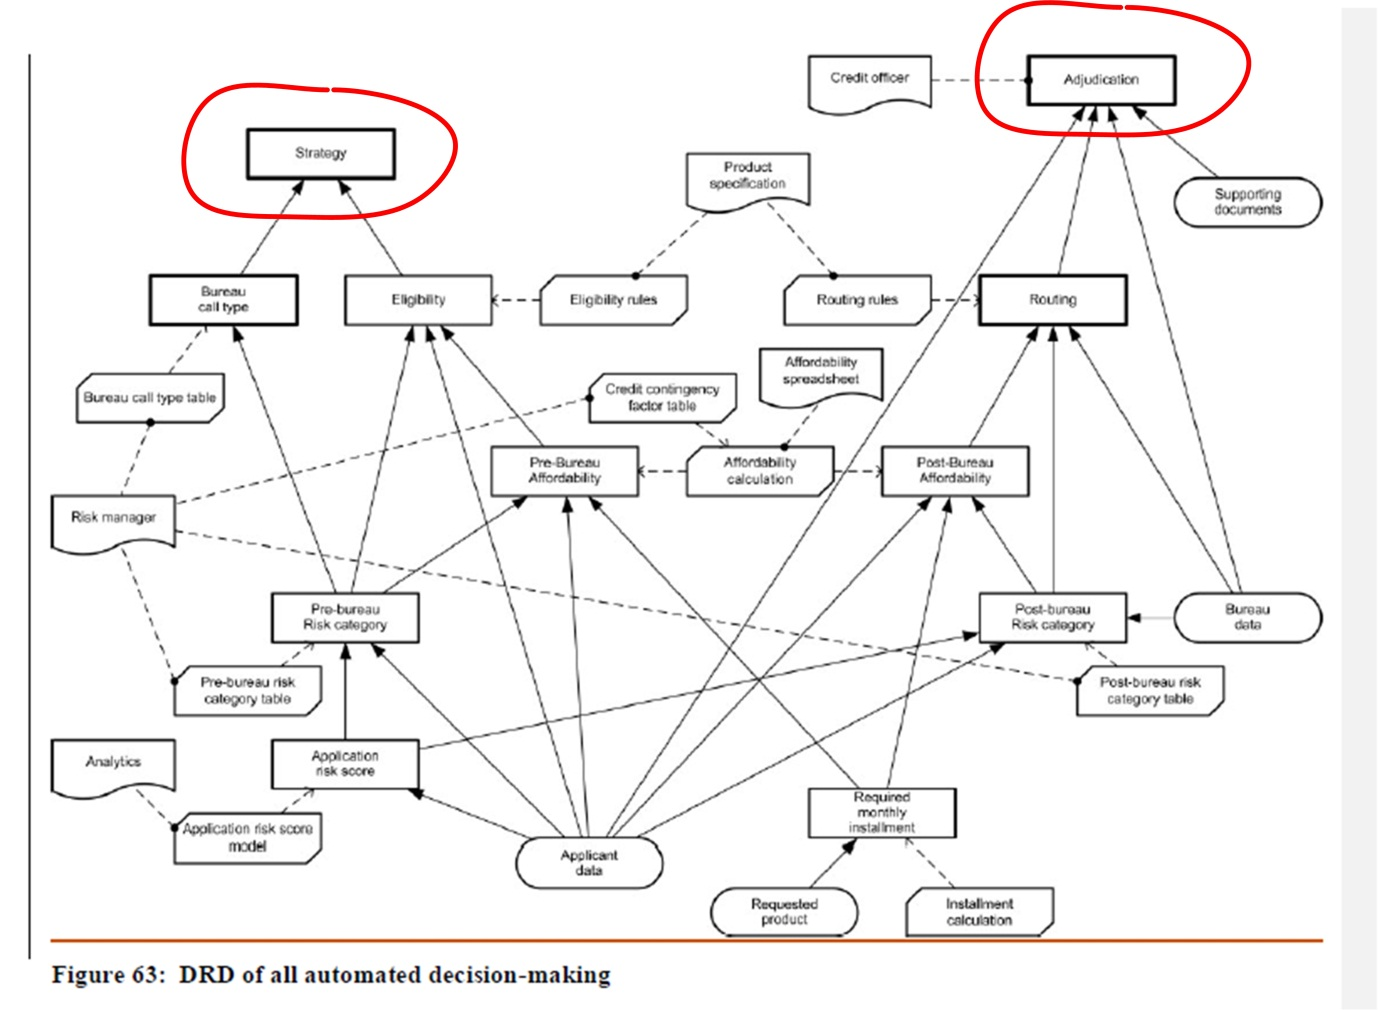 Credit officer
Adjudication
Strategy
Product
specification
Supporting
documents
Bureau
call type
Eligibility
Eligibility rules
Routing rules
Routing
Affordability
spreadsheet
Bureau call type table
Credit contingency
factor table
Pre-Bureau
Affordability
Affordability
calculation
Post-Bureau
Affordability
Risk manager
Pre-bureau
Risk category
Post-bureau
Risk category
Bureau
data
Pre-bureau risk
category table
Post-bureau risk
category table
Analytics
Application
risk score
Required
monthly
installment
Application risk score
model
Applicant
data
Requested
product
Installment
calculation
Figure 63: DRD of all automated decision-making